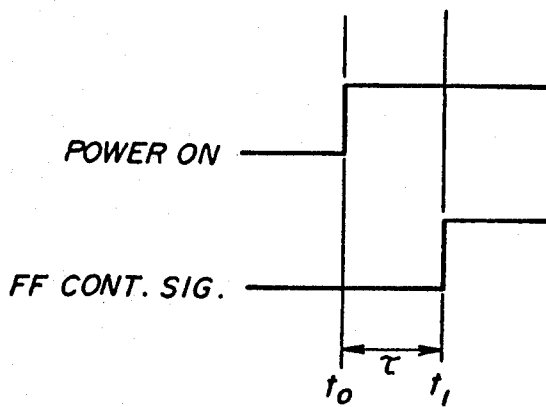 POWER ON
FF CONT. SIG.
τ
t₀ t₁